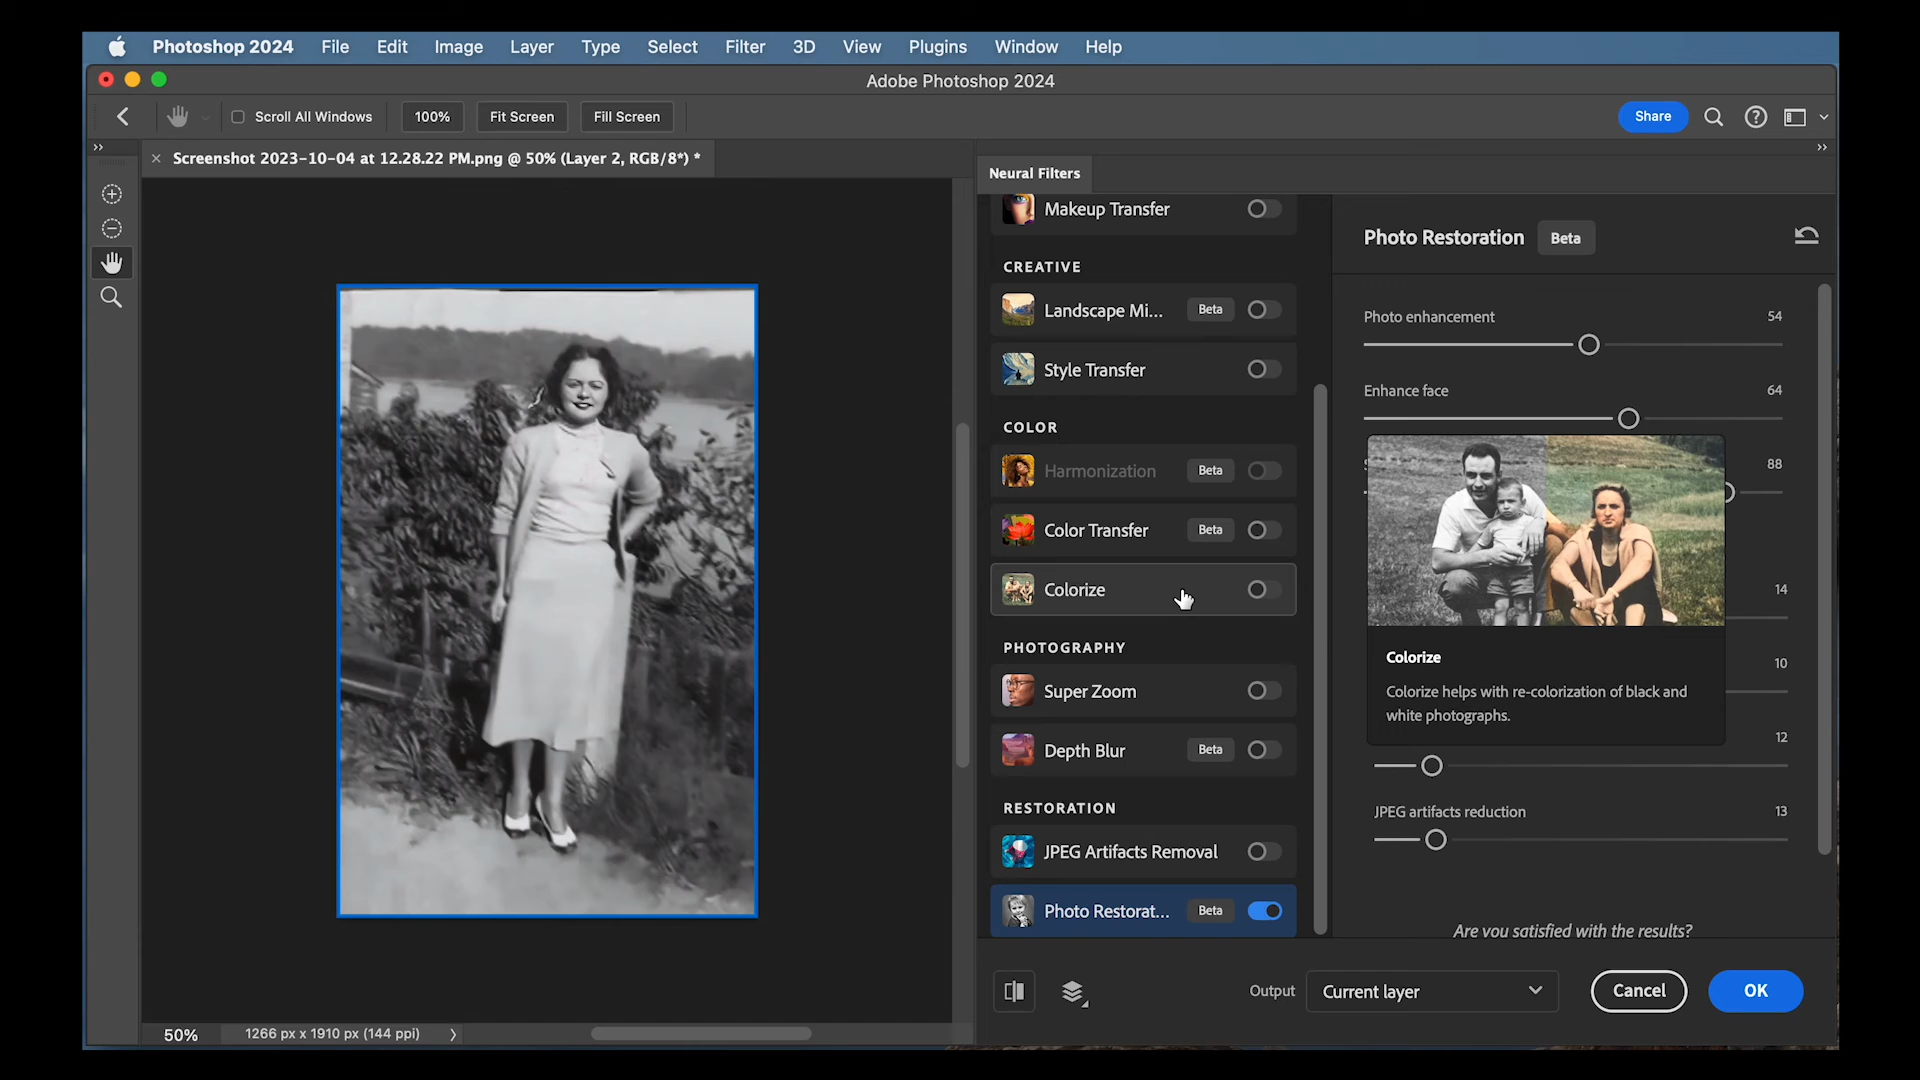 Photoshop 2024 File Edit Image Layer Type Select Filter 3D View Plugins Window Help
Adobe Photoshop 2024
Scroll All Windows 100% Fit Screen Fill Screen Share
Screenshot 2023-10-04 at 12.28.22 PM.png @ 50% (Layer 2, RGB/8*) *
Neural Filters
Makeup Transfer
CREATIVE
Landscape Mi... Beta
Style Transfer
COLOR
Harmonization Beta
Color Transfer Beta
Colorize
PHOTOGRAPHY
Super Zoom
Depth Blur Beta
RESTORATION
JPEG Artifacts Removal
Photo Restorat... Beta
Photo Restoration Beta
Photo enhancement 54
Enhance face 64
88
14
Colorize
10
Colorize helps with re-colorization of black and
white photographs.
12
JPEG artifacts reduction 13
Are you satisfied with the results?
Output Current layer Cancel OK
50% 1266 px x 1910 px (144 ppi)